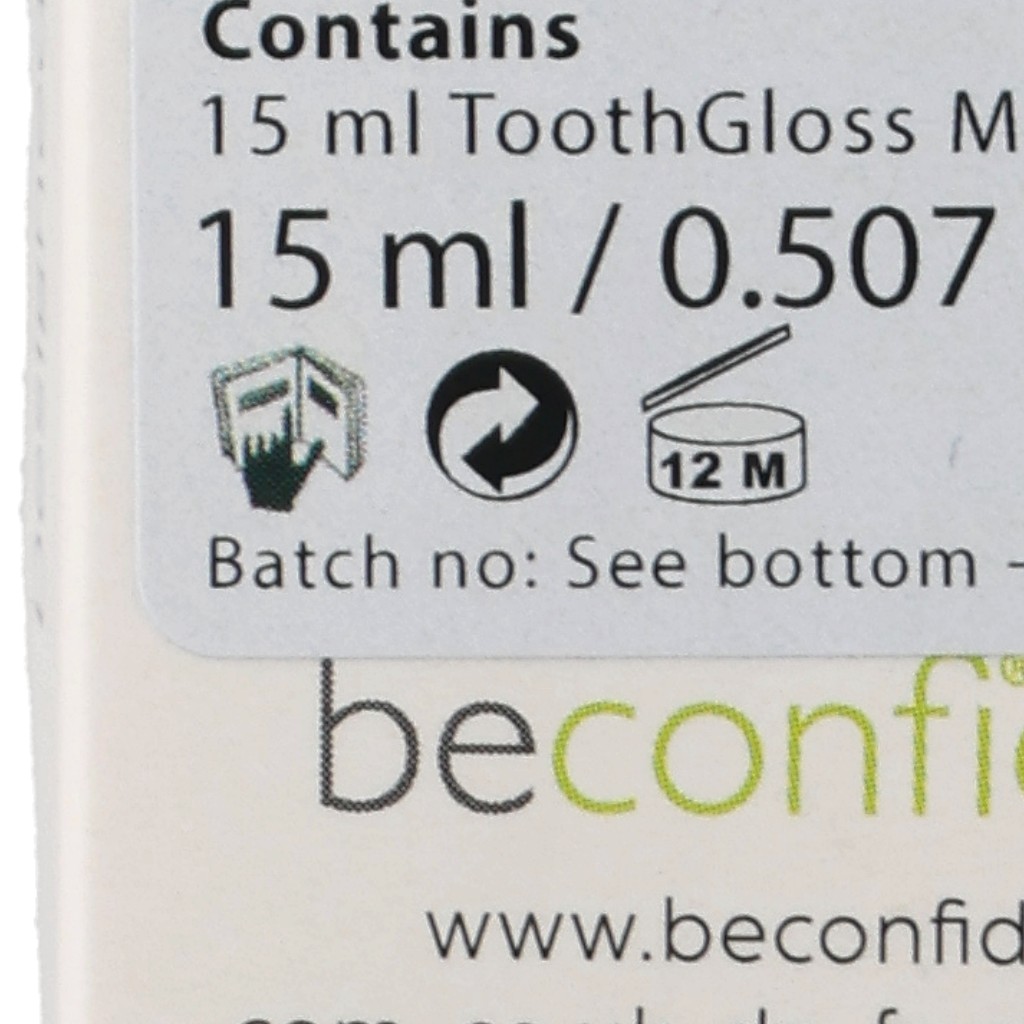 Contains
15 ml ToothGloss M
15 ml / 0.507
12 M
Batch no: See bottom -
beconfi
®
www.beconfid